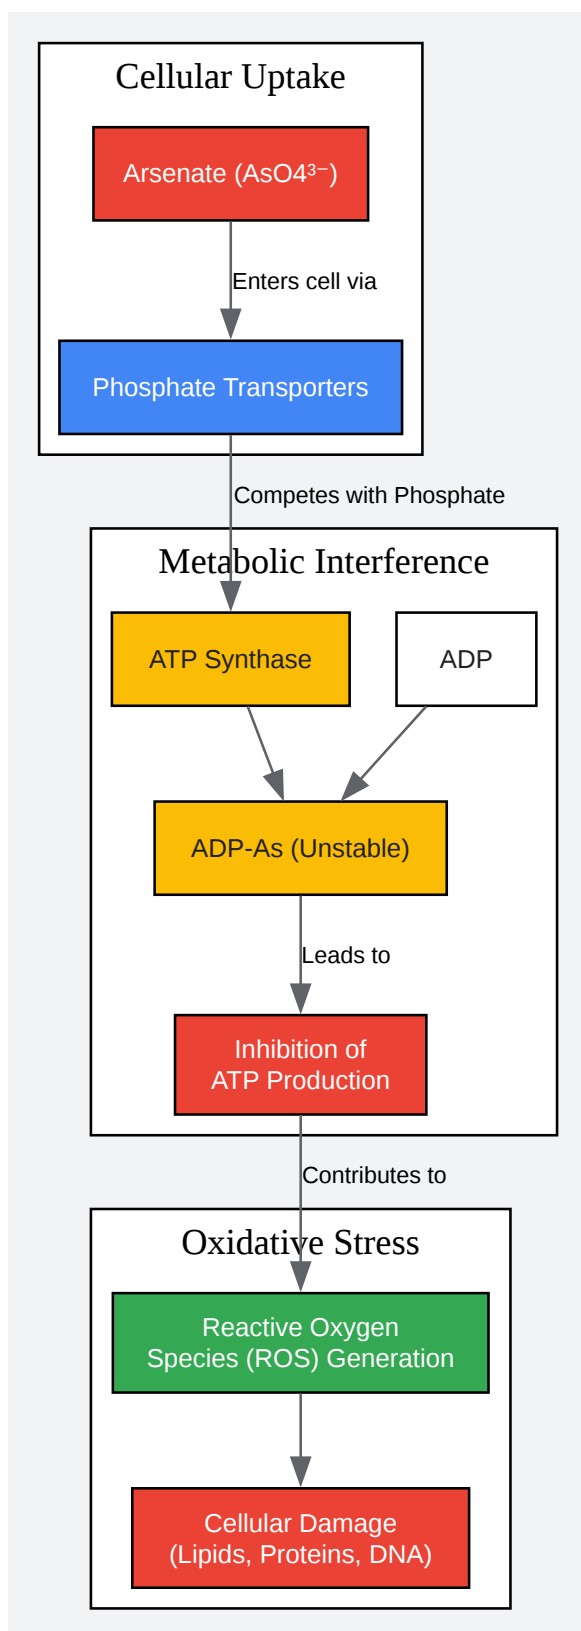 Cellular Uptake
Arsenate (AsO4³⁻)
Enters cell via
Phosphate Transporters
Competes with Phosphate
Metabolic Interference
ATP Synthase
ADP
ADP-As (Unstable)
Leads to
Inhibition of
ATP Production
Contributes to
Oxidative Stress
Reactive Oxygen
Species (ROS) Generation
Cellular Damage
(Lipids, Proteins, DNA)